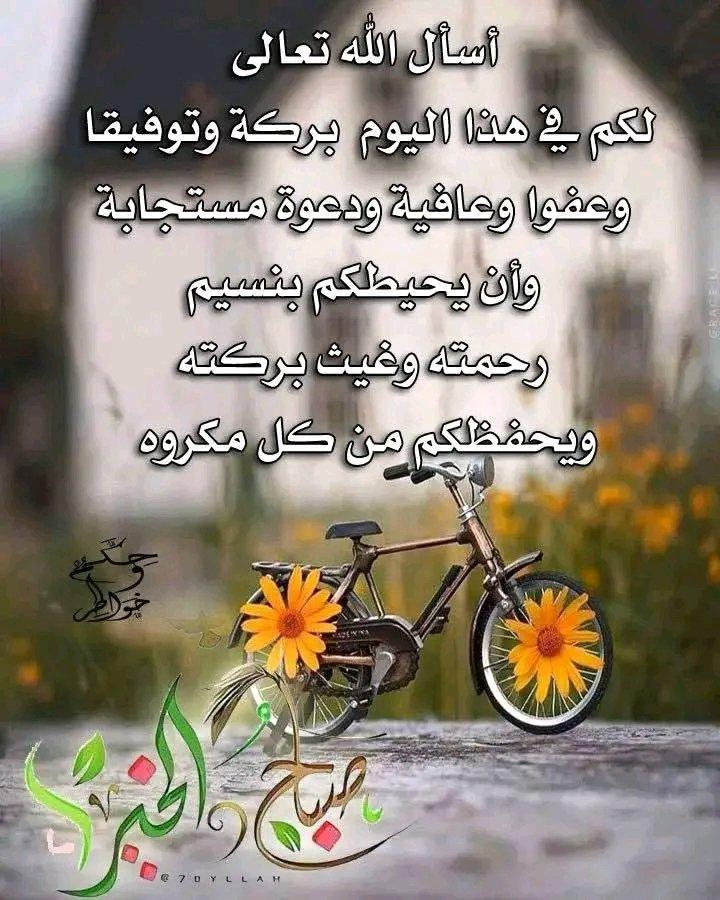 أسأل الله تعالى
لكم في هذا اليوم بركة وتوفيقا
وعفوا وعافية ودعوة مستجابة
وأن يحيطكم بنسيم
رحمته وغيث بركته
ويحفظكم من كل مكروه
حكم
و
خواطر
صباح الخير
@7DYLLAH